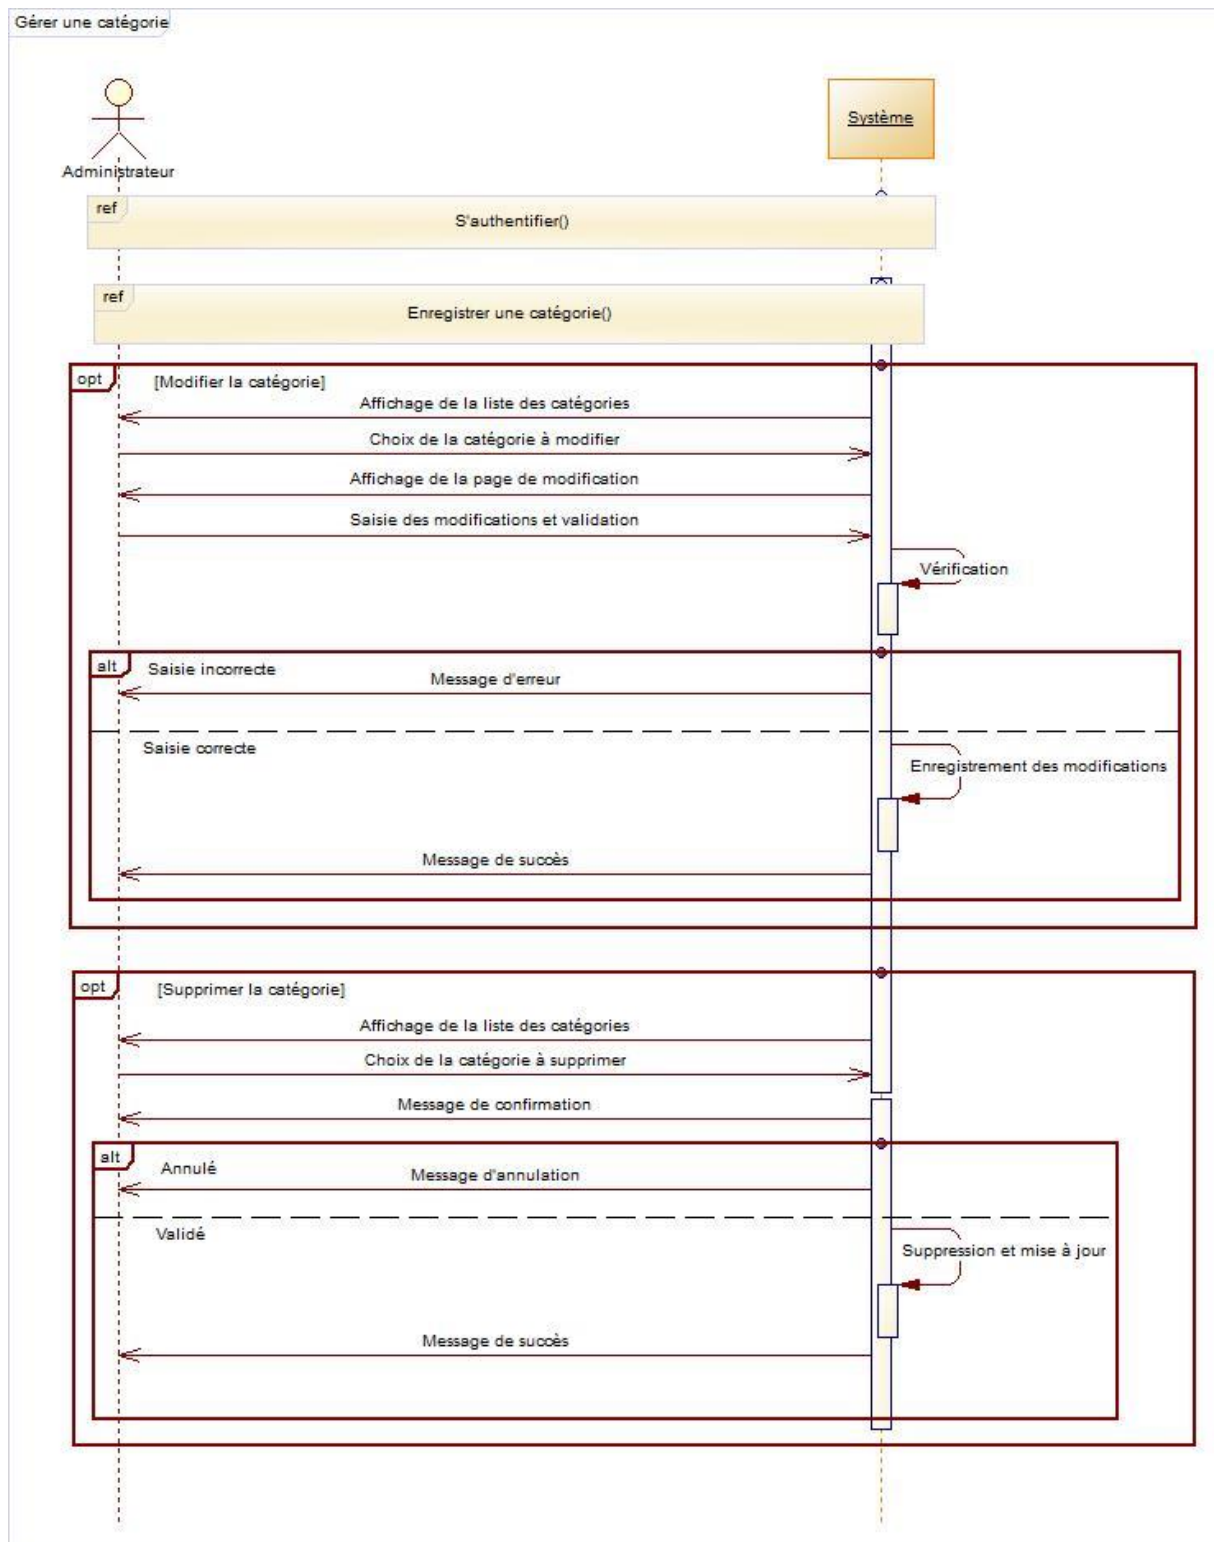 Gérer une catégorie
Système
Administrateur
ref
S'authentifier()
ref
Enregistrer une catégorie()
opt
[Modifier la catégorie]
Affichage de la liste des catégories
Choix de la catégorie à modifier
Affichage de la page de modification
Saisie des modifications et validation
Vérification
alt
Saisie incorrecte
Message d'erreur
Saisie correcte
Enregistrement des modifications
Message de succès
opt
[Supprimer la catégorie]
Affichage de la liste des catégories
Choix de la catégorie à supprimer
Message de confirmation
alt
Annulé
Message d'annulation
Validé
Suppression et mise à jour
Message de succès